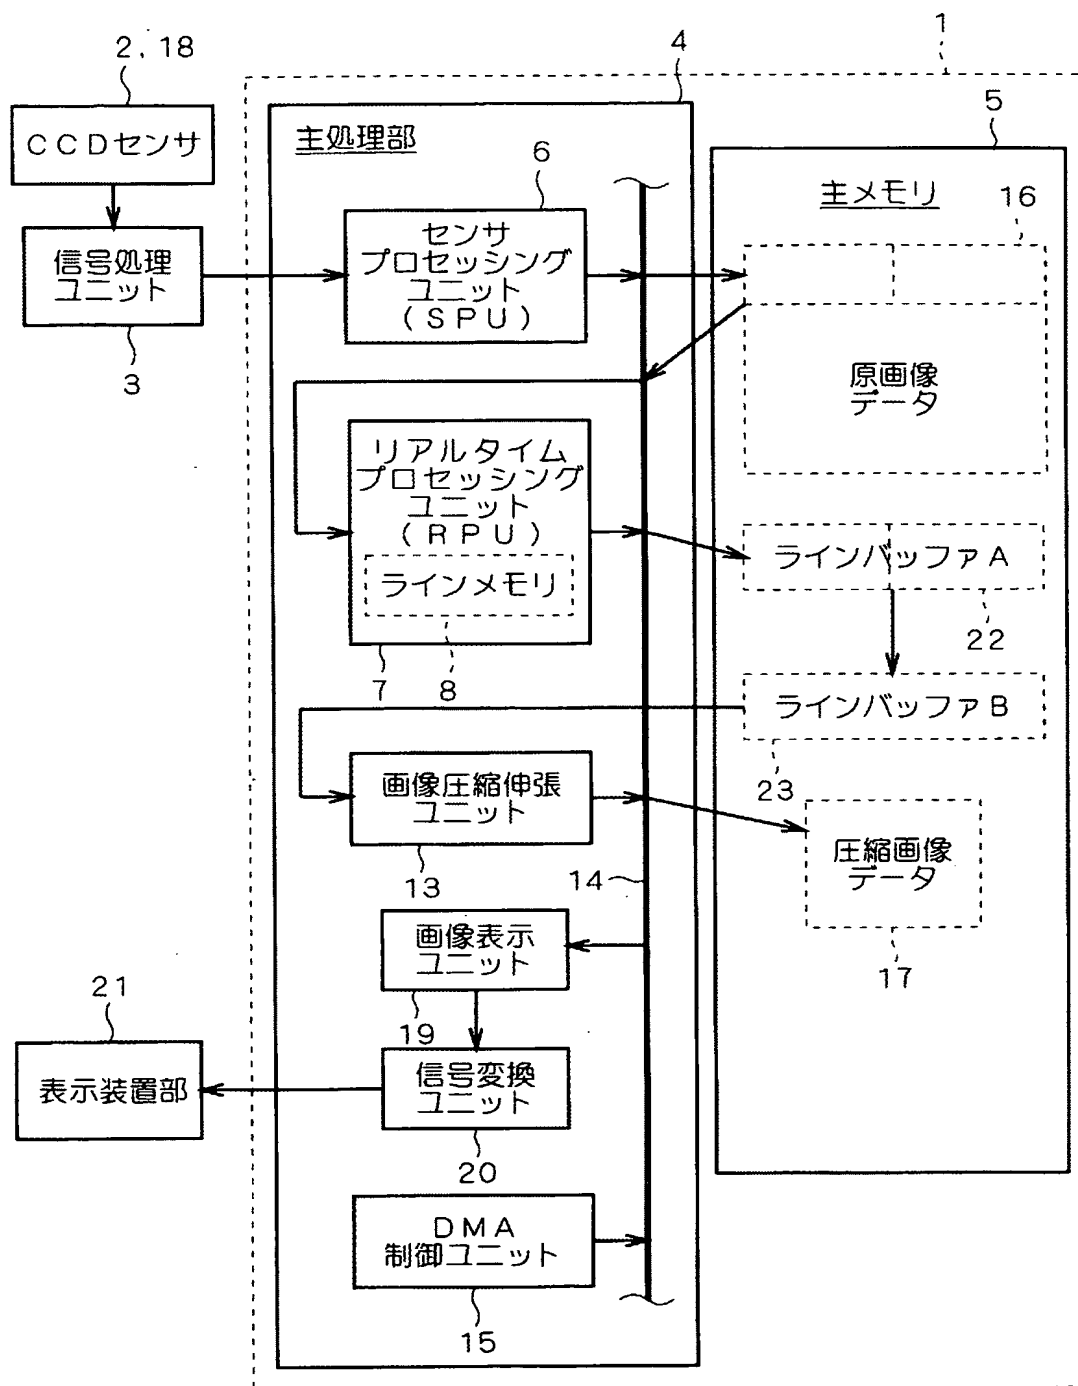 1
2, 18
4
CCDセンサ
主処理部
5
6
主メモリ
16
センサ
プロセッシング
ユニット
(SPU)
信号処理
ユニット
3
原画像
データ
リアルタイム
プロセッシング
ユニット
(RPU)
ラインメモリ
7
8
ラインバッファA
22
ラインバッファB
23
画像圧縮伸張
ユニット
13
14
圧縮画像
データ
17
画像表示
ユニット
19
21
表示装置部
信号変換
ユニット
20
DMA
制御ユニット
15